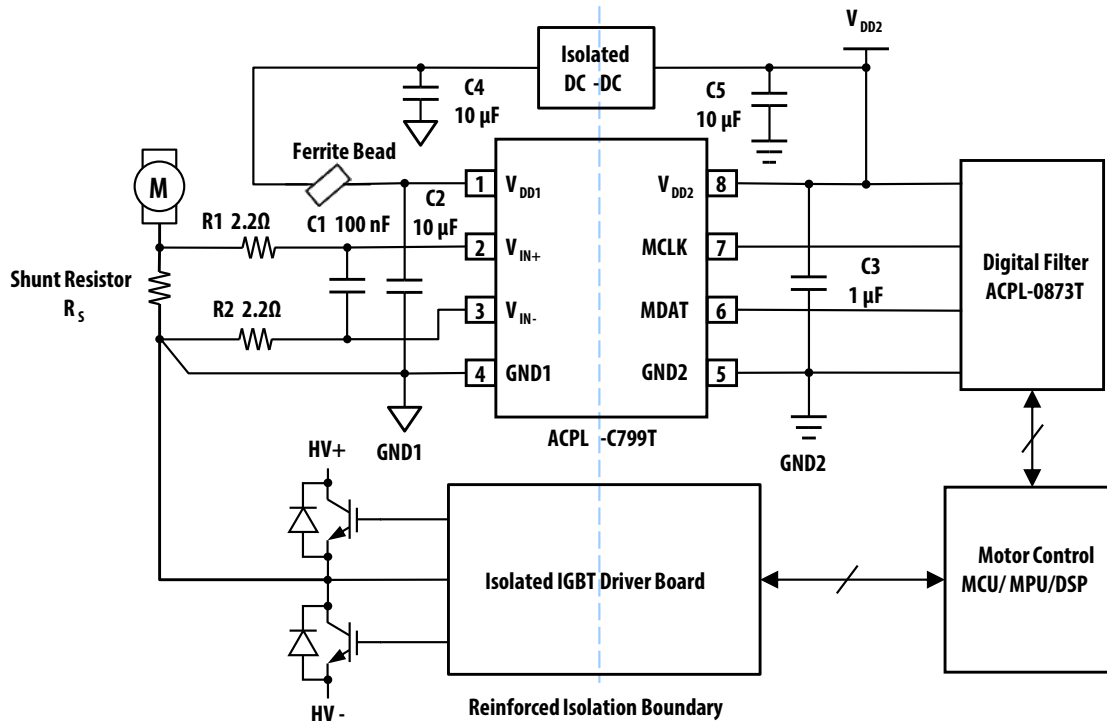 V DD2
Isolated
DC -DC
C4
10 µF
C5
10 µF
Ferrite Bead
M
1
V DD1
V DD2
8
C1 100 nF
C2
10 µF
R1 2.2Ω
2
V IN+
MCLK
7
Shunt Resistor
R S
R2 2.2Ω
3
V IN-
MDAT
6
C3
1 µF
Digital Filter
ACPL-0873T
4
GND1
GND2
5
GND1
ACPL -C799T
GND2
HV+
Isolated IGBT Driver Board
Motor Control
MCU/ MPU/DSP
HV -
Reinforced Isolation Boundary